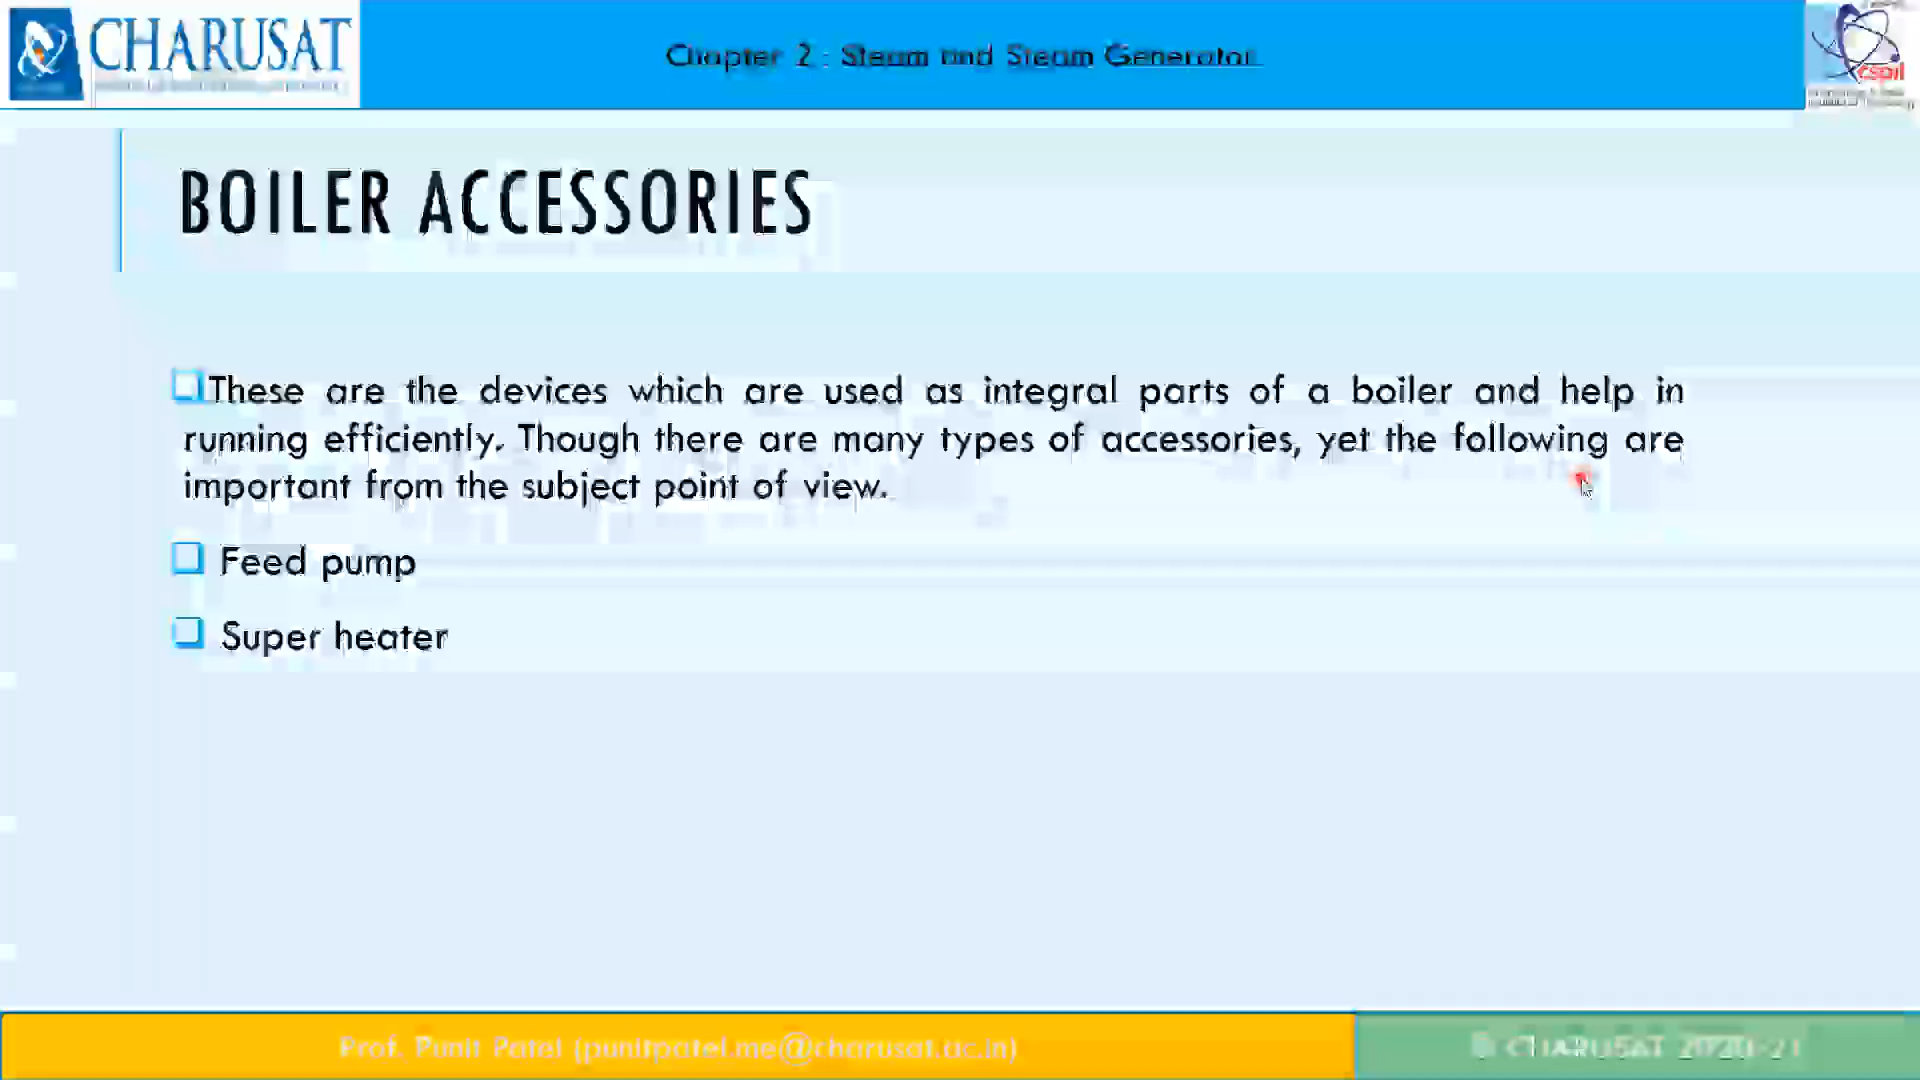 CHARUSAT
Chapter 2 : Steam and Steam Generator
BOILER ACCESSORIES
These are the devices which are used as integral parts of a boiler and help in
running efficiently. Though there are many types of accessories, yet the following are
important from the subject point of view.
Feed pump
Super heater
Prof. Punit Patel (punitpatel.me@charusat.ac.in)
© CHARUSAT 2020-21